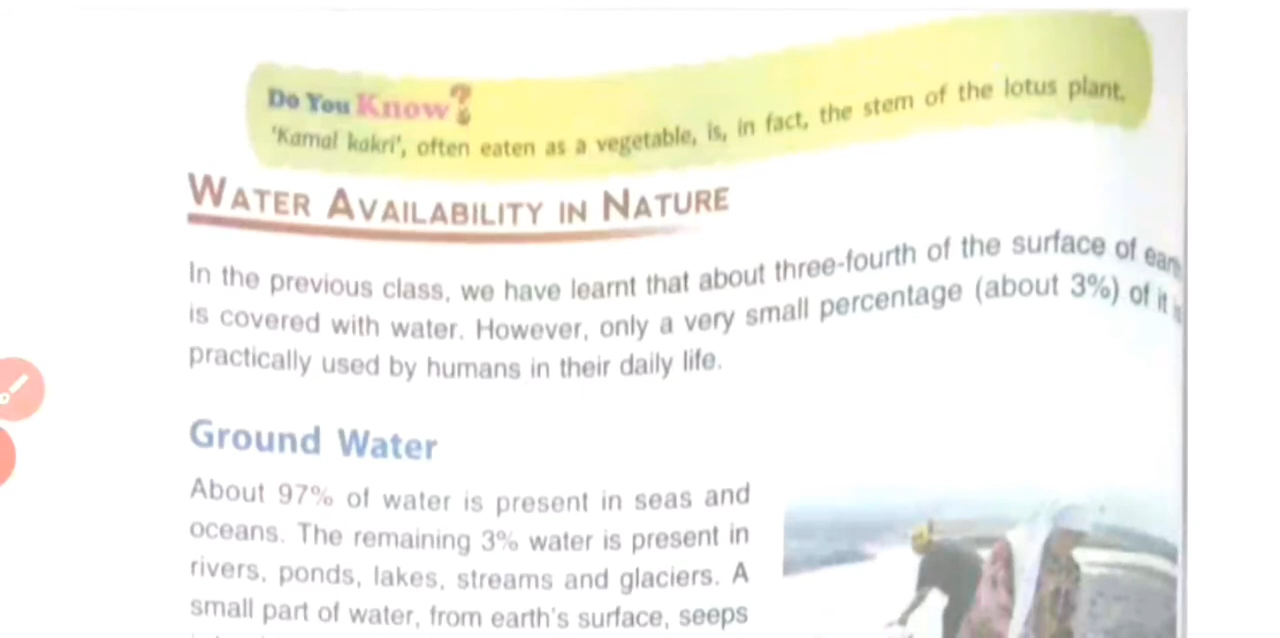 Do You Know?
'Kamal kakri', often eaten as a vegetable, is, in fact, the stem of the lotus plant.
WATER AVAILABILITY IN NATURE
In the previous class, we have learnt that about three-fourth of the surface of
is covered with water. However, only a very small percentage (about 3%) of it
practically used by humans in their daily life.
Ground Water
About 97% of water is present in seas and
oceans. The remaining 3% water is present in
rivers, ponds, lakes, streams and glaciers. A
small part of water, from earth's surface, seeps